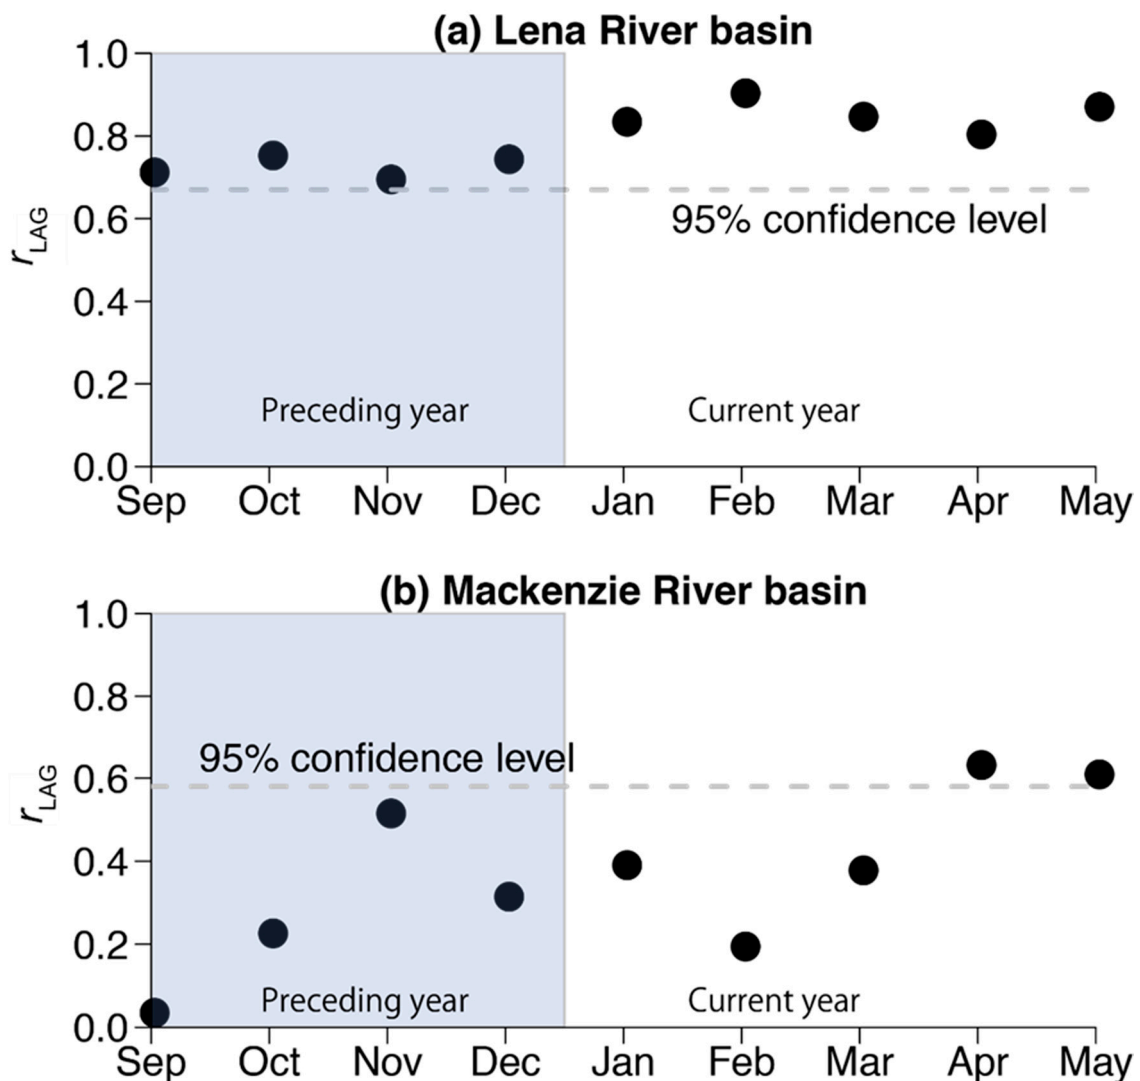 (a) Lena River basin
1.0
0.8
0.6
0.4
0.2
0.0
rLAG
95% confidence level
Preceding year
Current year
Sep Oct Nov Dec Jan Feb Mar Apr May
(b) Mackenzie River basin
1.0
0.8
0.6
0.4
0.2
0.0
rLAG
95% confidence level
Preceding year
Current year
Sep Oct Nov Dec Jan Feb Mar Apr May